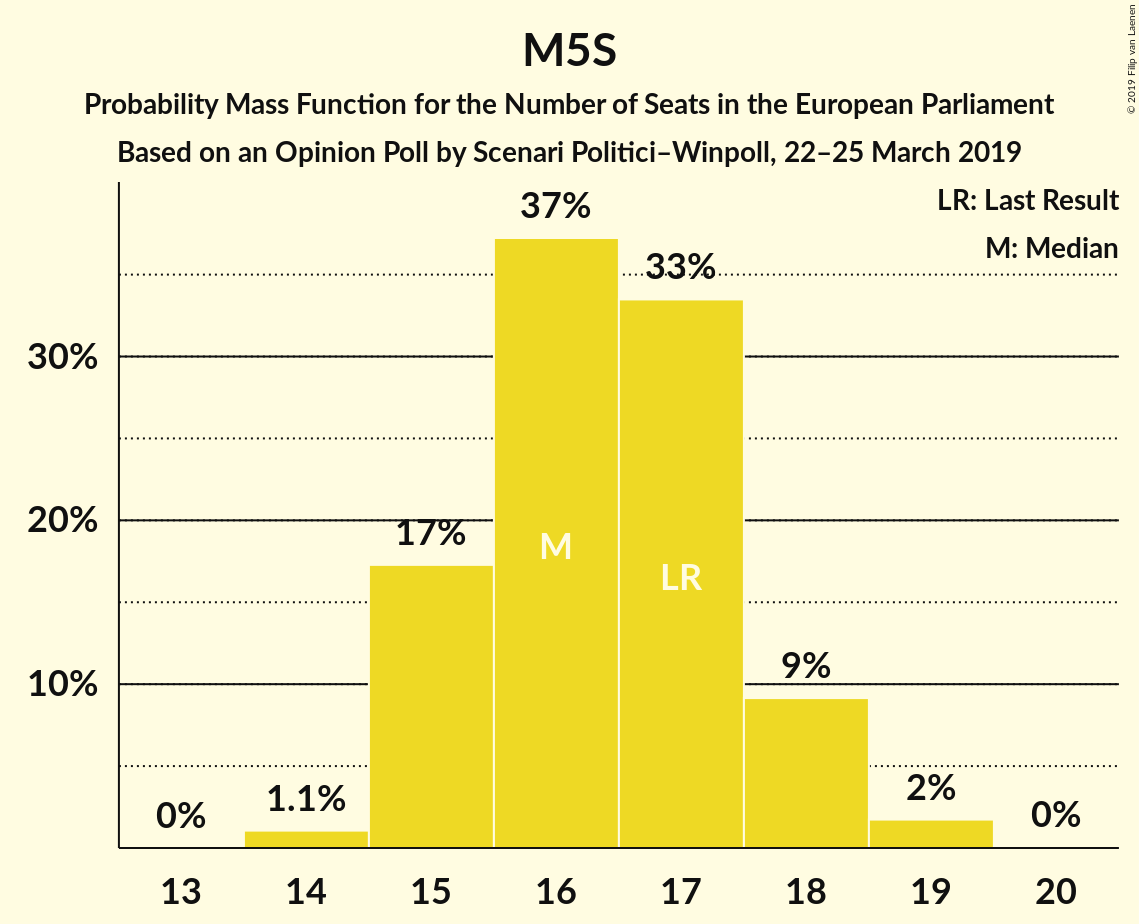 M5S
Probability Mass Function for the Number of Seats in the European Parliament
Based on an Opinion Poll by Scenari Politici–Winpoll, 22–25 March 2019
© 2019 Filip van Laenen
LR: Last Result
M: Median
37%
33%
30%
20%
17%
M
LR
10%
9%
2%
1.1%
0%
0%
13 14 15 16 17 18 19 20